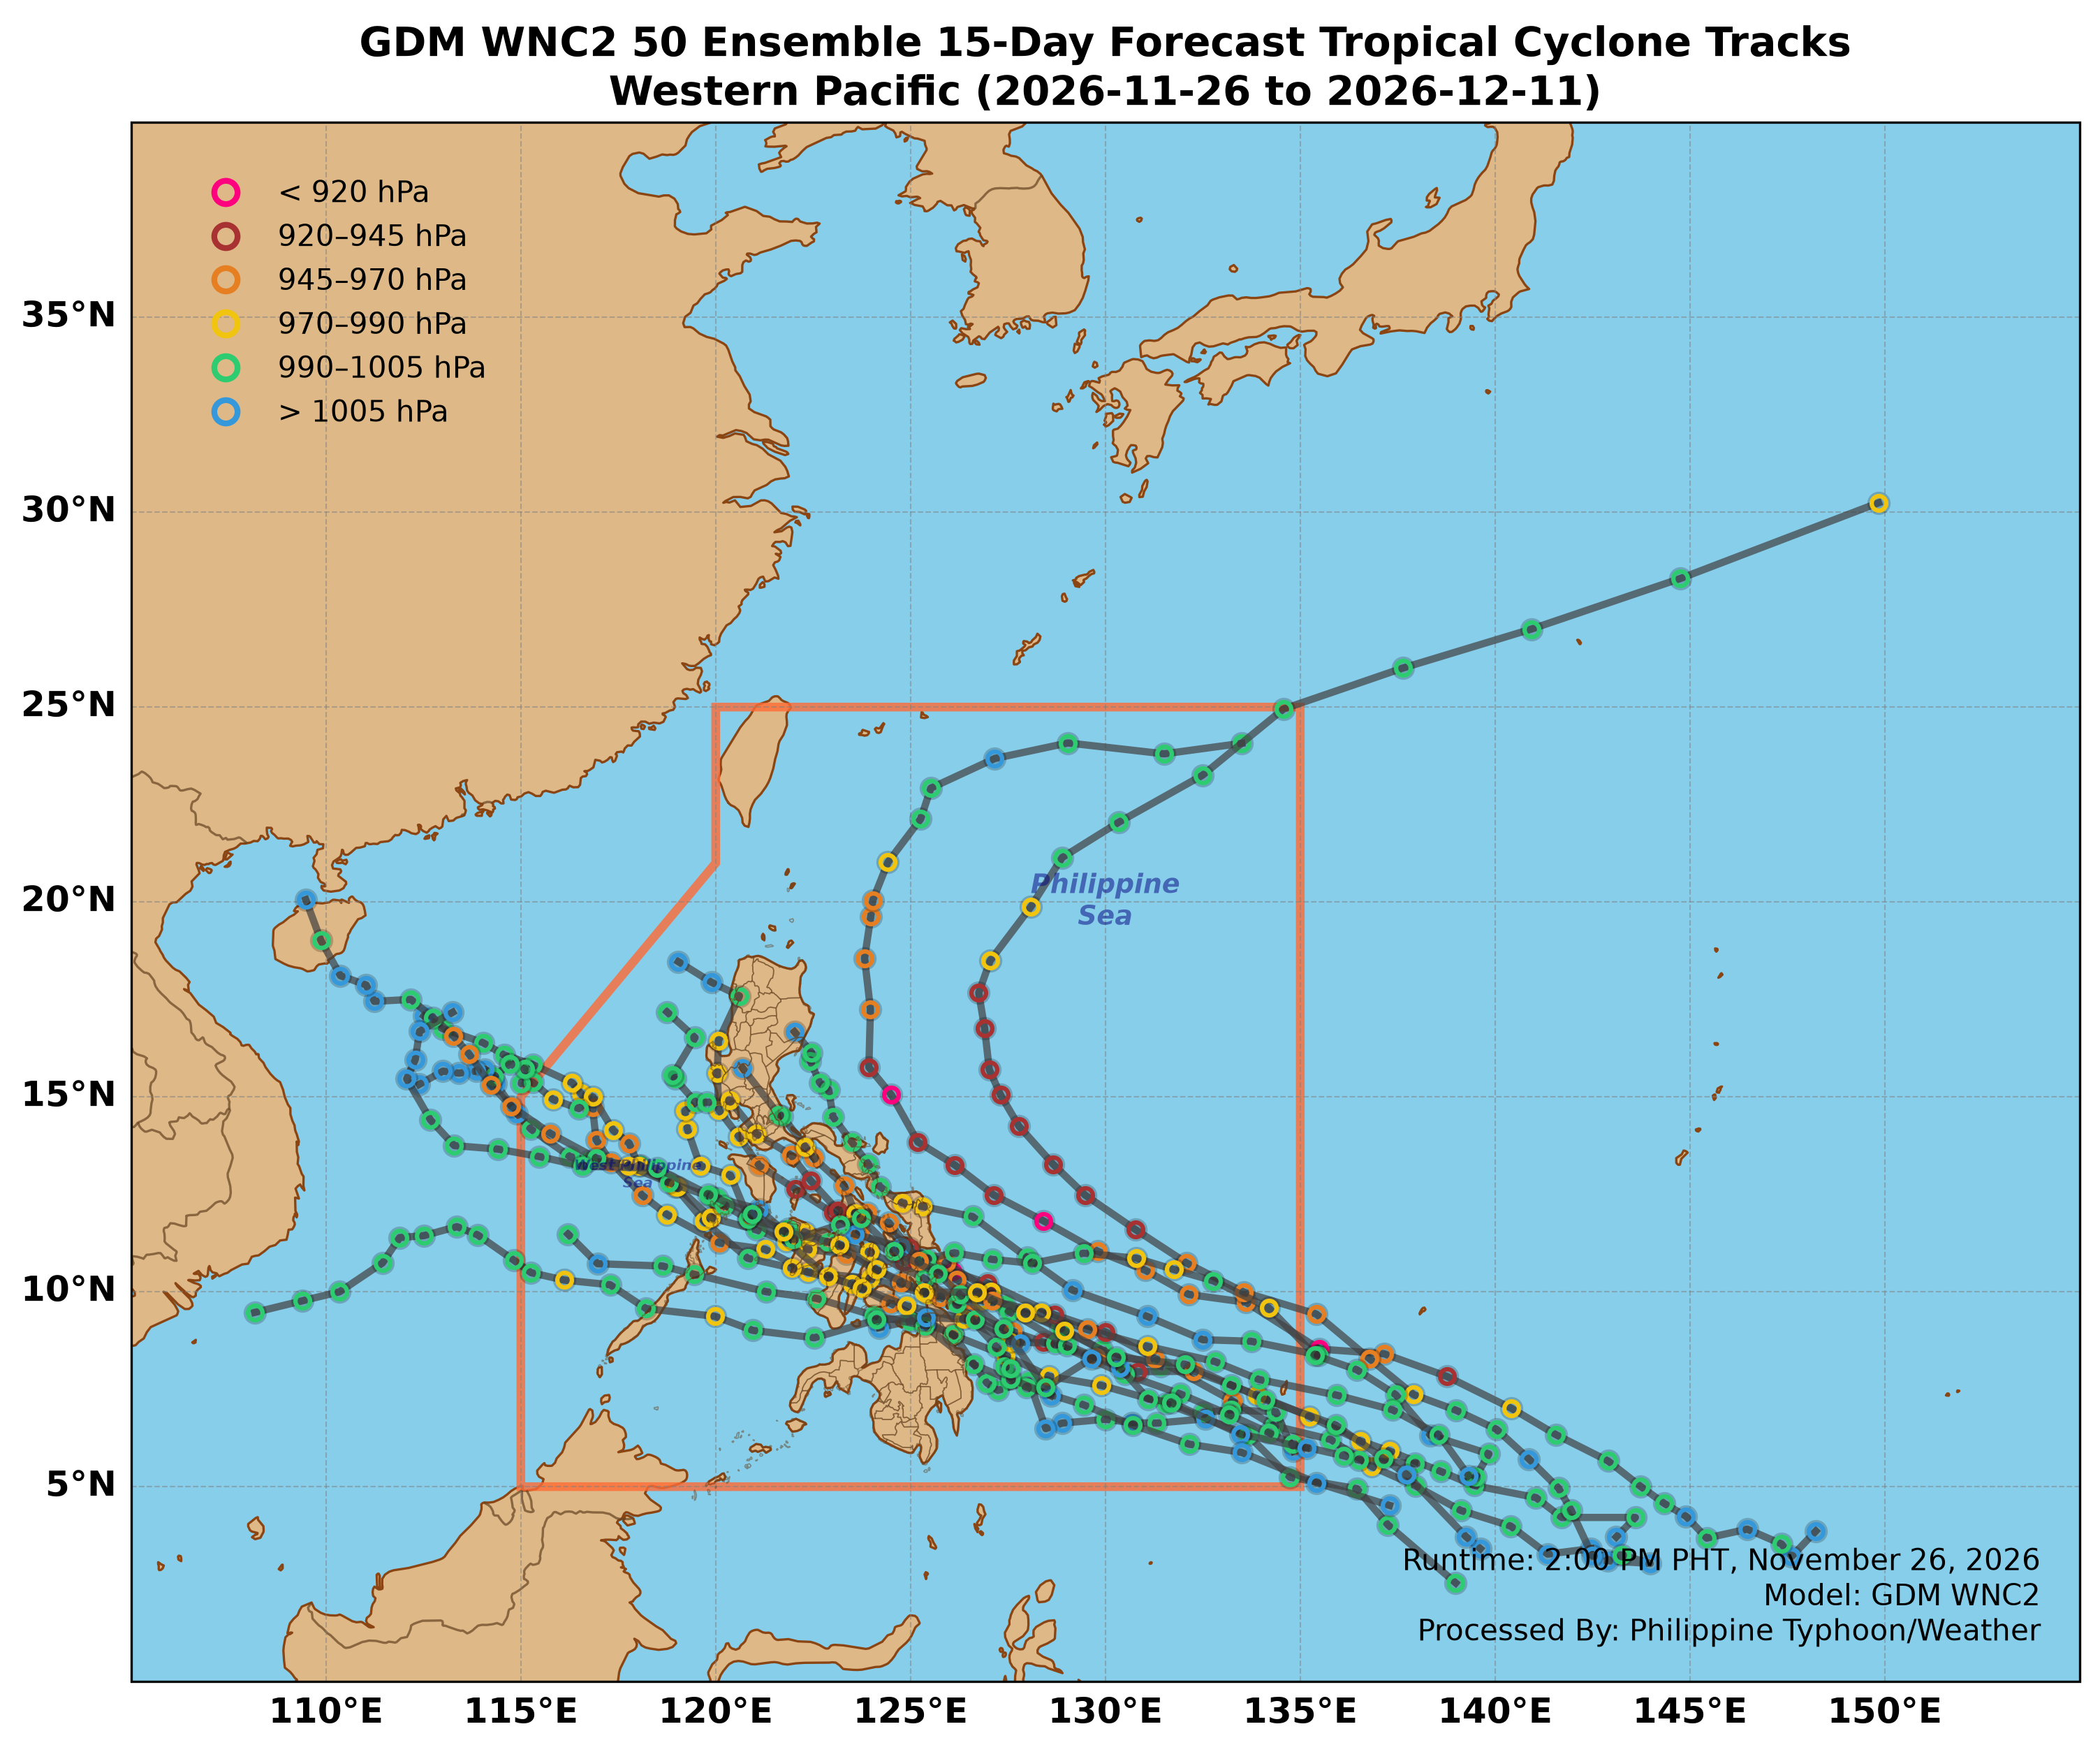 GDM WNC2 50 Ensemble 15-Day Forecast Tropical Cyclone Tracks
Western Pacific (2026-11-26 to 2026-12-11)
< 920 hPa
920–945 hPa
945–970 hPa
970–990 hPa
990–1005 hPa
> 1005 hPa
35°N
30°N
25°N
20°N
15°N
10°N
5°N
Philippine
Sea
West Philippine
Sea
Runtime: 2:00 PM PHT, November 26, 2026
Model: GDM WNC2
Processed By: Philippine Typhoon/Weather
110°E
115°E
120°E
125°E
130°E
135°E
140°E
145°E
150°E